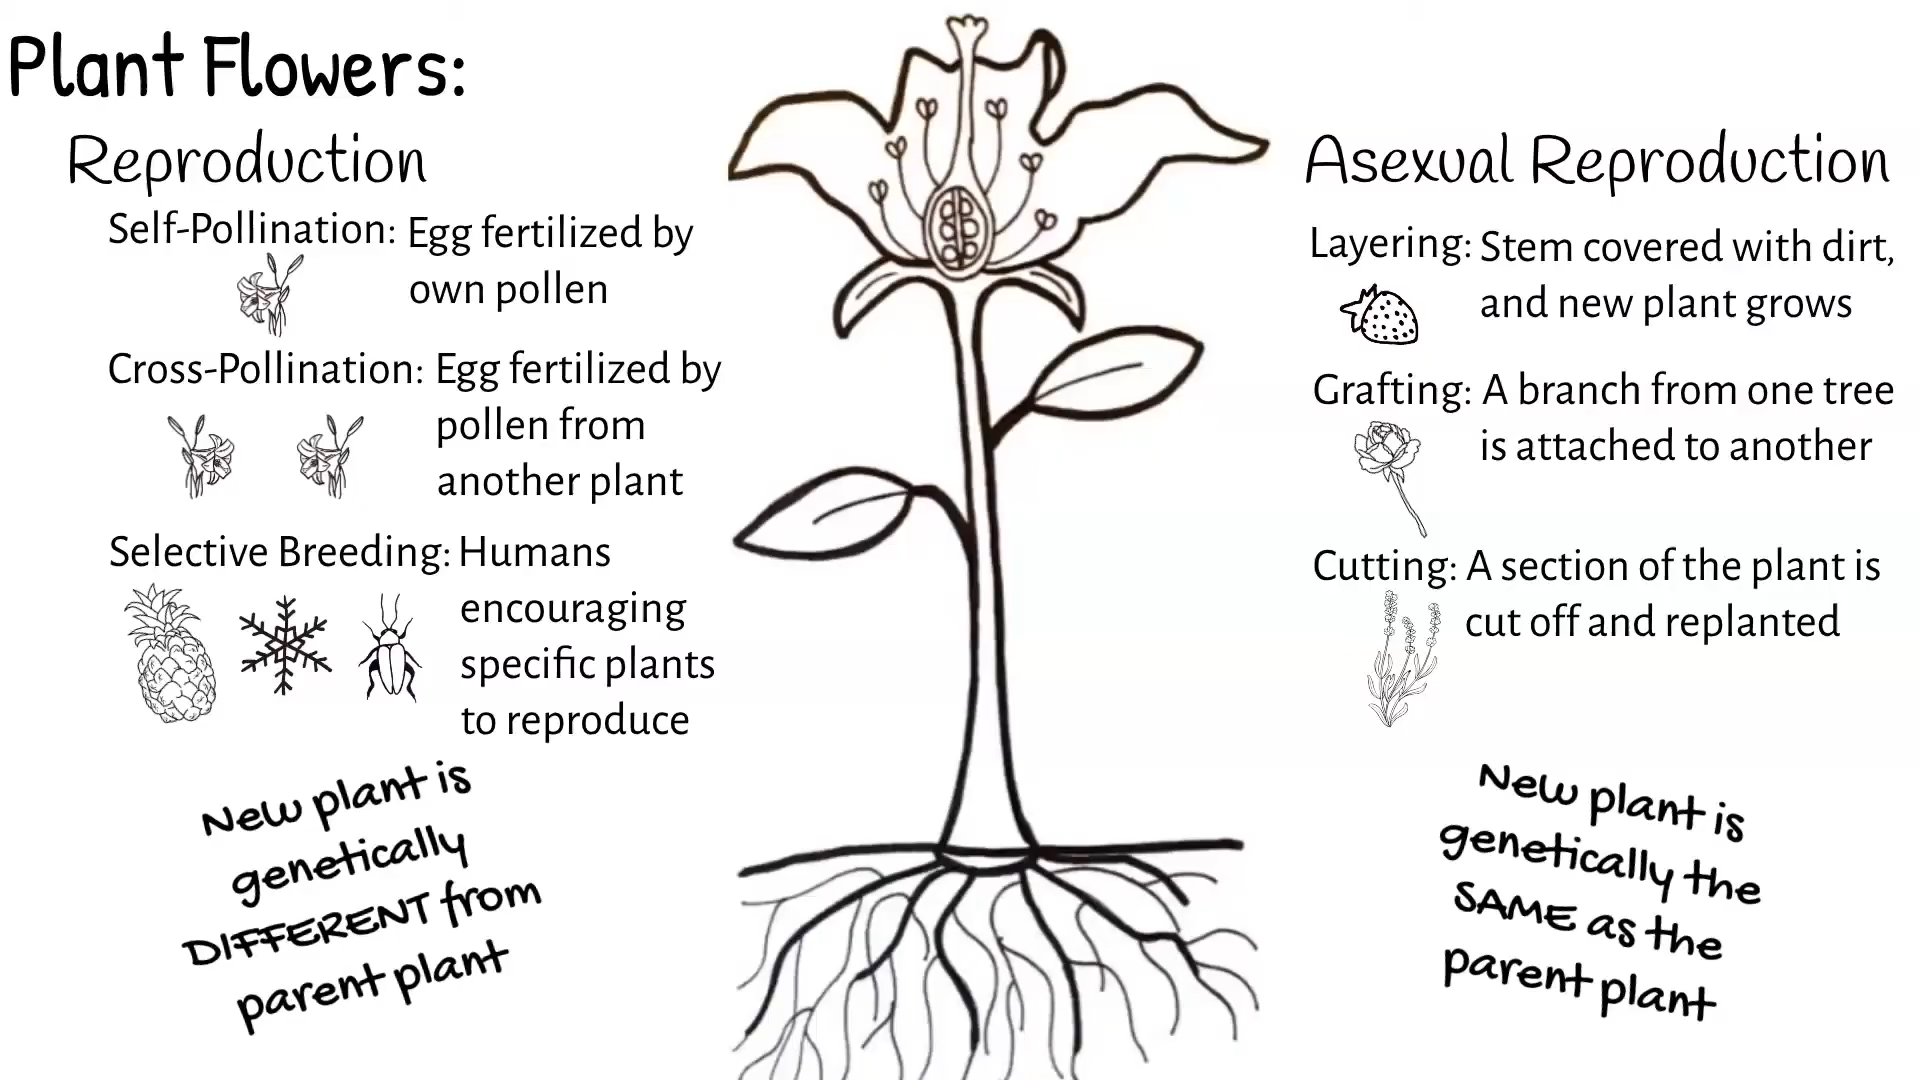 Plant Flowers:
Reproduction
Self-Pollination: Egg fertilized by
own pollen
Cross-Pollination: Egg fertilized by
pollen from
another plant
Selective Breeding: Humans
encouraging
specific plants
to reproduce
New plant is
genetically
DIFFERENT from
parent plant
Asexual Reproduction
Layering: Stem covered with dirt,
and new plant grows
Grafting: A branch from one tree
is attached to another
Cutting: A section of the plant is
cut off and replanted
New plant is
genetically the
SAME as the
parent plant